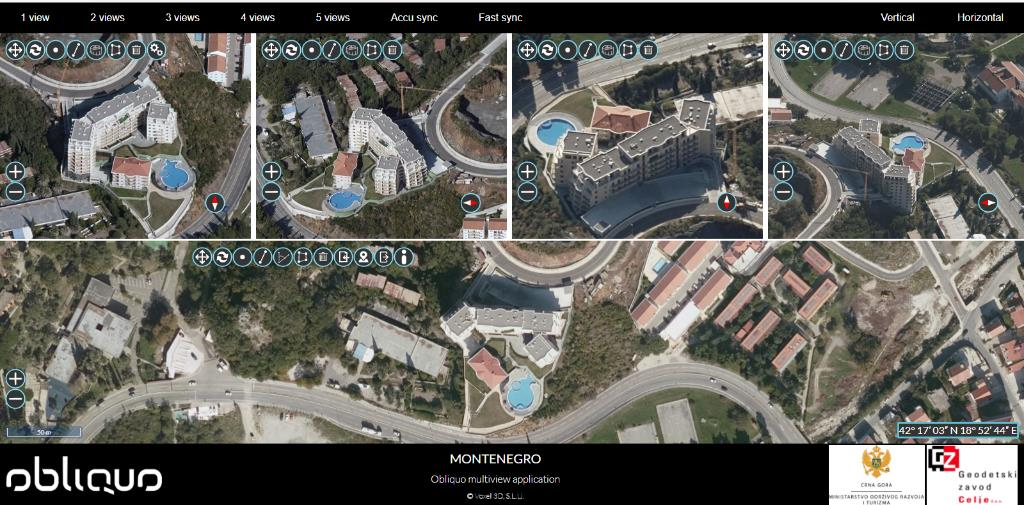 1 view 2 views 3 views 4 views 5 views Accu sync Fast sync Vertical Horizontal
50 m
42° 17' 03" N 18° 52' 44" E
obliquo
MONTENEGRO
Obliquo multiview application
© Voxel 3D, S.L.U.
CRNA GORA
MINISTARSTVO ODRŽIVOG RAZVOJA
I TURIZMA
GZ
Geodetski
zavod
Celje d.o.o.